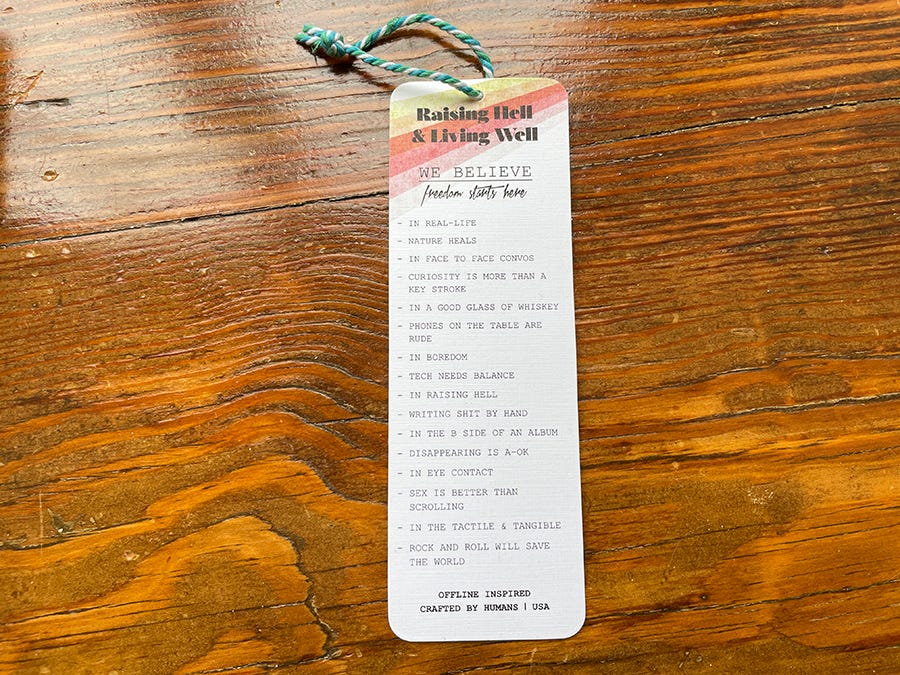 Raising Hell
& Living Well
WE BELIEVE
freedom starts here
- IN REAL-LIFE
- NATURE HEALS
- IN FACE TO FACE CONVOS
- CURIOSITY IS MORE THAN A
KEY STROKE
- IN A GOOD GLASS OF WHISKEY
- PHONES ON THE TABLE ARE
RUDE
- IN BOREDOM
- TECH NEEDS BALANCE
- IN RAISING HELL
- WRITING SHIT BY HAND
- IN THE B SIDE OF AN ALBUM
- DISAPPEARING IS A-OK
- IN EYE CONTACT
- SEX IS BETTER THAN
SCROLLING
- IN THE TACTILE & TANGIBLE
- ROCK AND ROLL WILL SAVE
THE WORLD
OFFLINE INSPIRED
CRAFTED BY HUMANS | USA